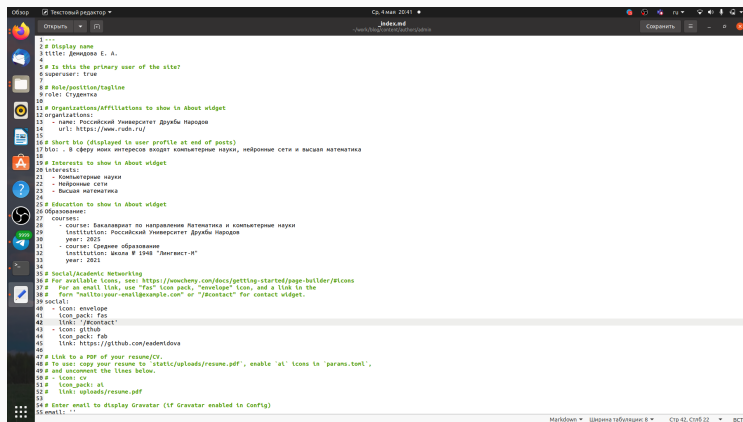 Обзор
Текстовый редактор
Ср, 4 мая 20:41
ru
Открыть
_index.md
~/work/blog/content/authors/admin
Сохранить
1 ---
2 # Display name
3 title: Демидова Е. А.
4
5 # Is this the primary user of the site?
6 superuser: true
7
8 # Role/position/tagline
9 role: Студентка
10
11 # Organizations/Affiliations to show in About widget
12 organizations:
13 - name: Российский Университет Дружбы Народов
14 url: https://www.rudn.ru/
15
16 # Short bio (displayed in user profile at end of posts)
17 bio: . В сферу моих интересов входят компьютерные науки, нейронные сети и высшая математика
18
19 # Interests to show in About widget
20 interests:
21 - Компьютерные науки
22 - Нейронные сети
23 - Высшая математика
24
25 # Education to show in About widget
26 Образование:
27 courses:
28 - course: Бакалавриат по направлению Математика и компьютерные науки
29 institution: Российский Университет Дружбы Народов
30 year: 2025
31 - course: Среднее образование
32 institution: Школа № 1948 "Лингвист-М"
33 year: 2021
34
35 # Social/Academic Networking
36 # For available icons, see: https://wowchemy.com/docs/getting-started/page-builder/#icons
37 # For an email link, use "fas" icon pack, "envelope" icon, and a link in the
38 # form "mailto:your-email@example.com" or "/#contact" for contact widget.
39 social:
40 - icon: envelope
41 icon_pack: fas
42 link: '/#contact'
43 - icon: github
44 icon_pack: fab
45 link: https://github.com/eademidova
46
47 # Link to a PDF of your resume/CV.
48 # To use: copy your resume to `static/uploads/resume.pdf`, enable `ai` icons in `params.toml`,
49 # and uncomment the lines below.
50 # - icon: cv
51 # icon_pack: ai
52 # link: uploads/resume.pdf
53
54 # Enter email to display Gravatar (if Gravatar enabled in Config)
55 email: ''
Markdown
Ширина табуляции: 8
Стр 42, Стлб 22
ВСТ